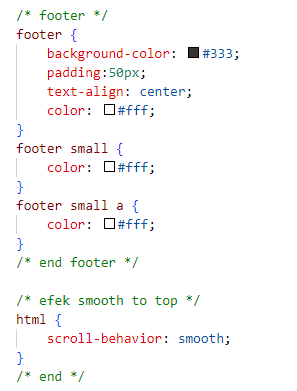 /* footer */
footer {
    background-color: #333;
    padding:50px;
    text-align: center;
    color: #fff;
}
footer small {
    color: #fff;
}
footer small a {
    color: #fff;
}
/* end footer */

/* efek smooth to top */
html {
    scroll-behavior: smooth;
}
/* end */